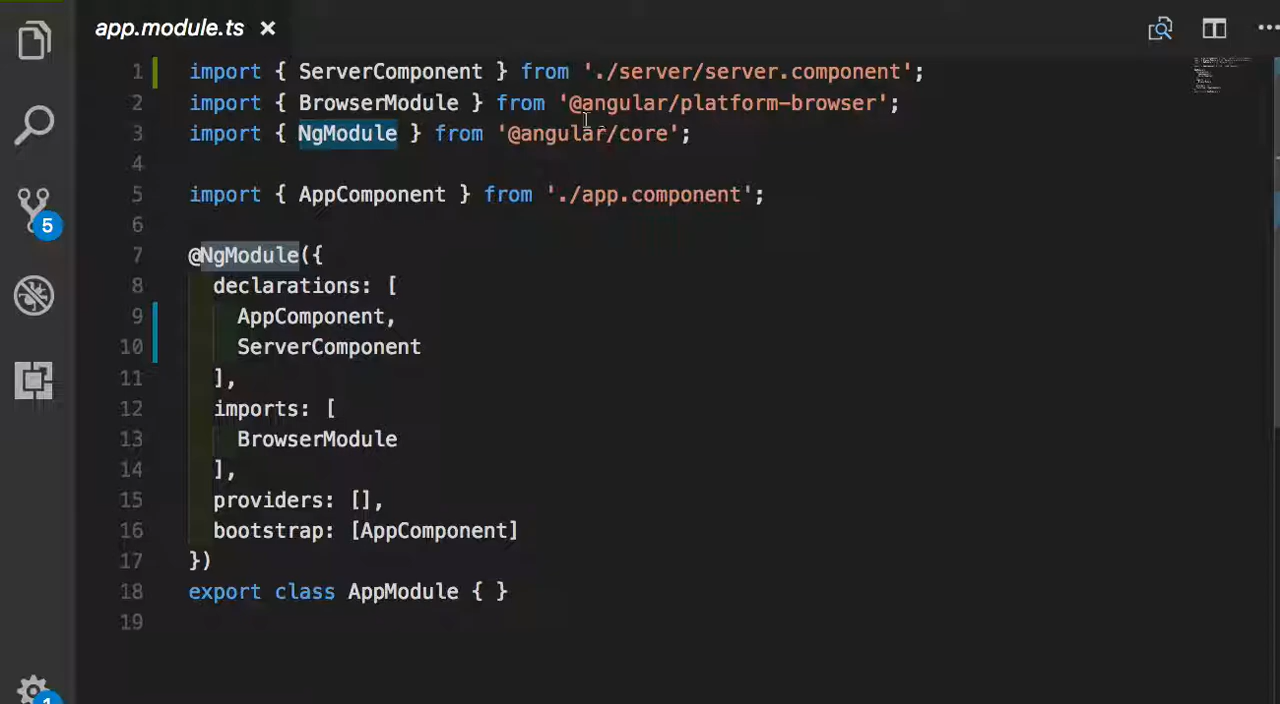 app.module.ts ×
1 import { ServerComponent } from './server/server.component';
2 import { BrowserModule } from '@angular/platform-browser';
3 import { NgModule } from '@angular/core';
4
5 import { AppComponent } from './app.component';
6
7 @NgModule({
8   declarations: [
9     AppComponent,
10     ServerComponent
11   ],
12   imports: [
13     BrowserModule
14   ],
15   providers: [],
16   bootstrap: [AppComponent]
17 })
18 export class AppModule { }
19
5
1